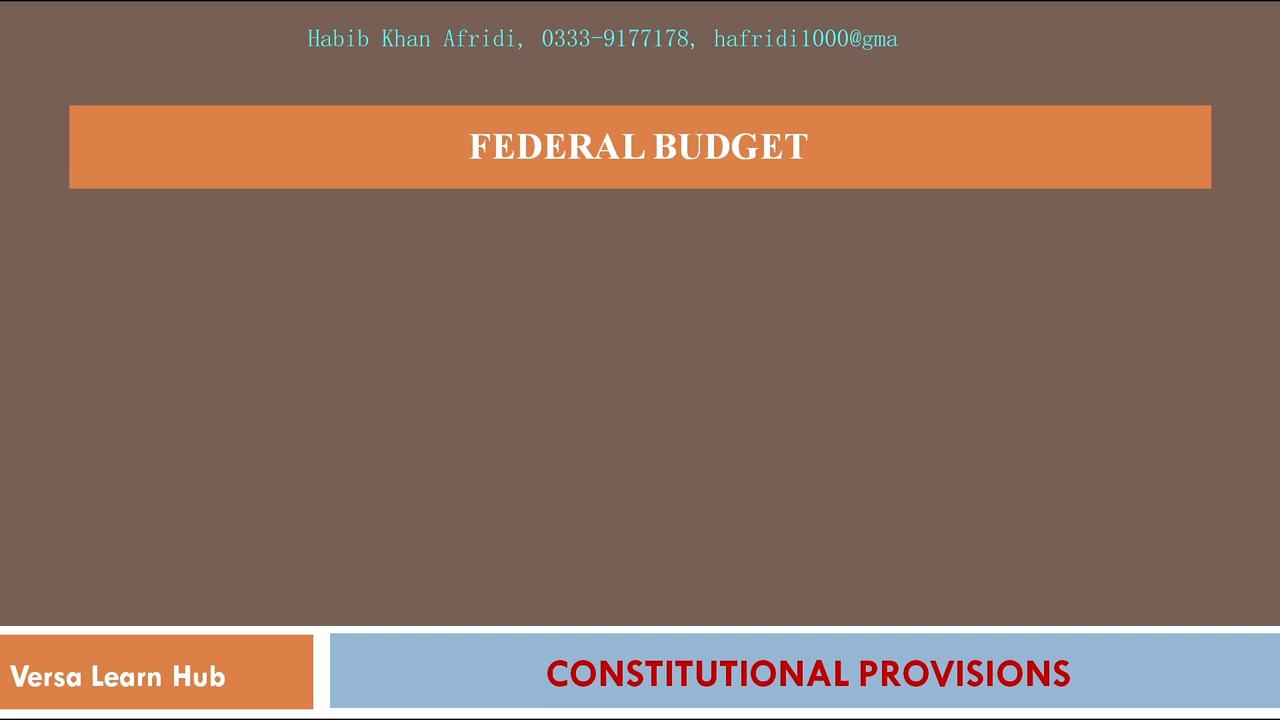 Habib Khan Afridi, 0333-9177178, hafridi1000@gma
FEDERAL BUDGET
Versa Learn Hub
CONSTITUTIONAL PROVISIONS